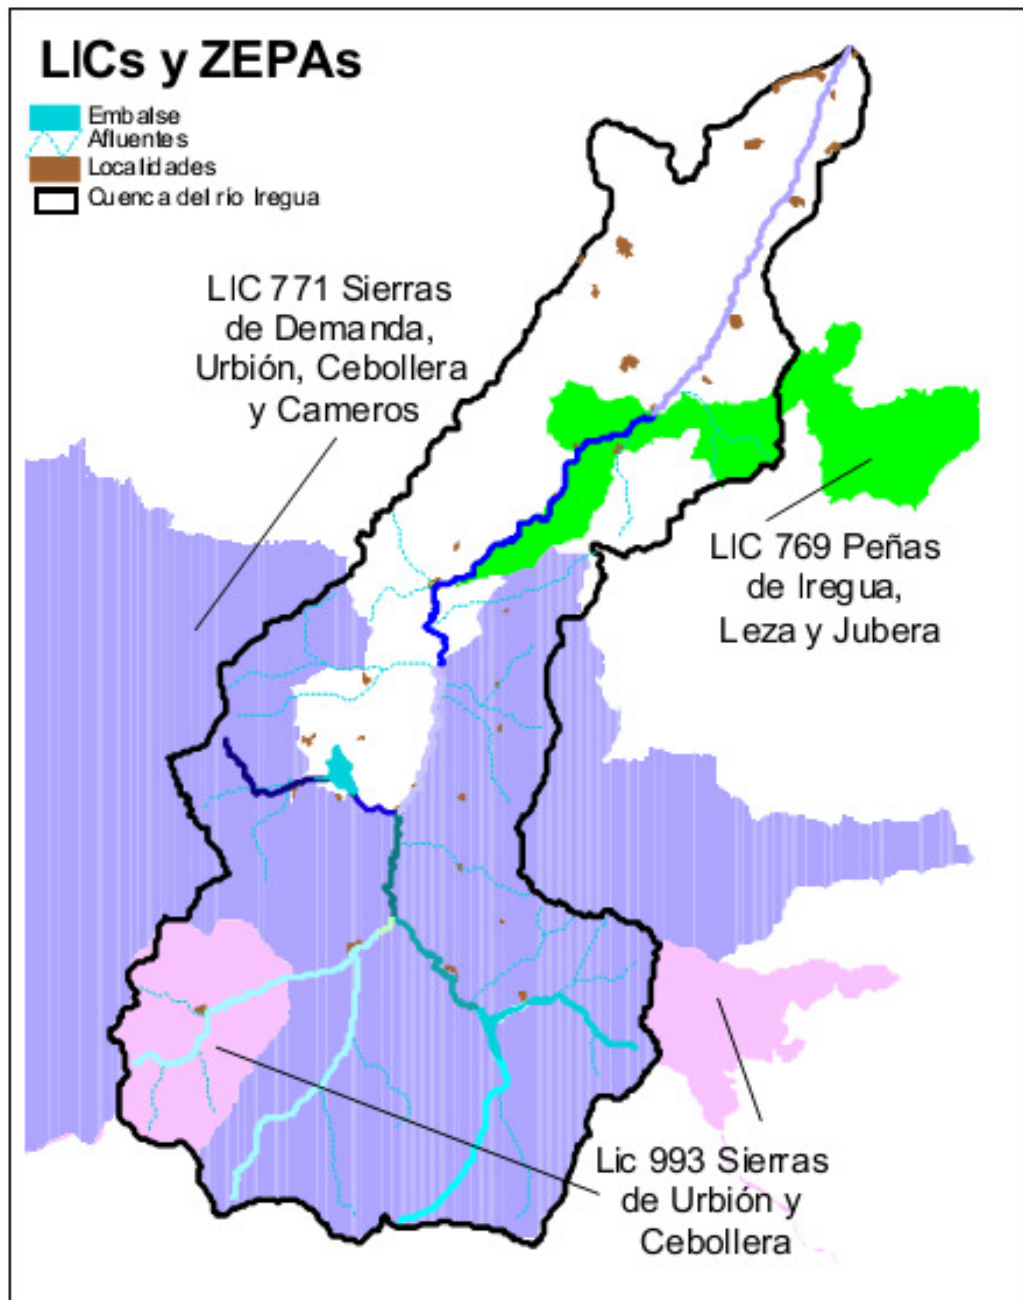 LICs y ZEPAs
Embalse
Afluentes
Localidades
Cuenca del río Iregua
LIC 771 Sierras
de Demanda,
Urbión, Cebollera
y Cameros
LIC 769 Peñas
de Iregua,
Leza y Jubera
Lic 993 Sierras
de Urbión y
Cebollera